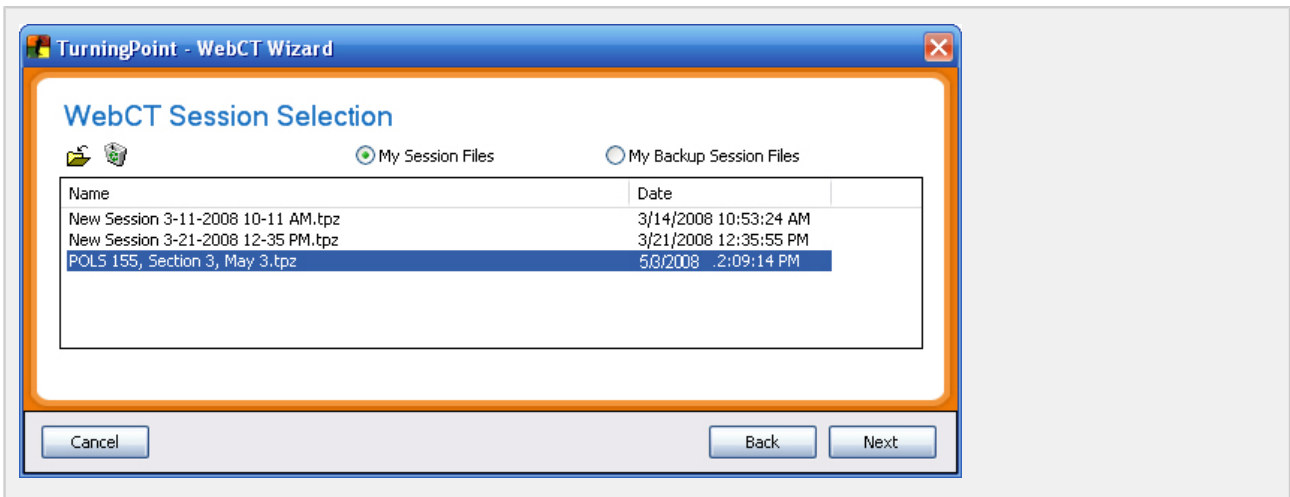 TurningPoint - WebCT Wizard
WebCT Session Selection
My Session Files My Backup Session Files
Name Date
New Session 3-11-2008 10-11 AM.tpz 3/14/2008 10:53:24 AM
New Session 3-21-2008 12-35 PM.tpz 3/21/2008 12:35:55 PM
POLS 155, Section 3, May 3.tpz 5/3/2008 .2:09:14 PM
Cancel Back Next